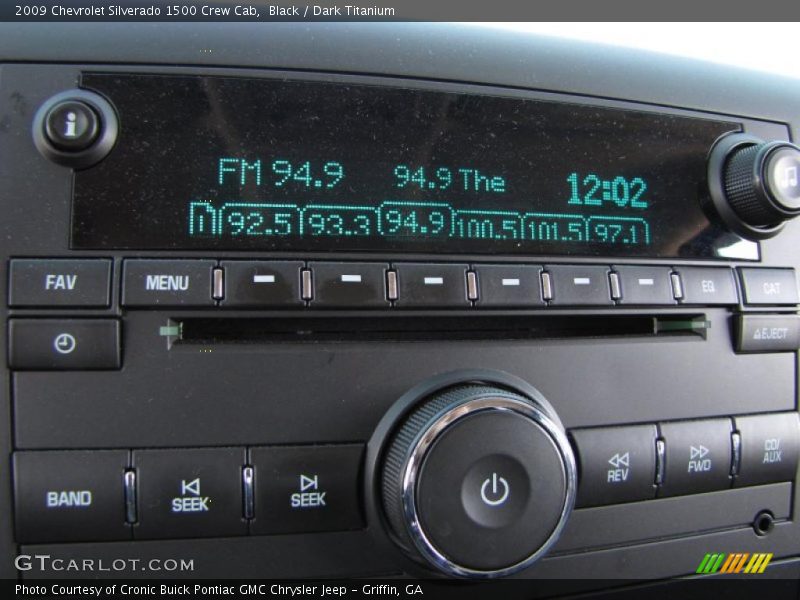 2009 Chevrolet Silverado 1500 Crew Cab, Black / Dark Titanium
i
FM 94.9 94.9 The 12:02
92.5 93.3 94.9 100.5 101.5 97.1
FAV MENU EQ CAT
EJECT
BAND SEEK SEEK REV FWD CD/AUX
GTCARLOT.COM
Photo Courtesy of Cronic Buick Pontiac GMC Chrysler Jeep - Griffin, GA